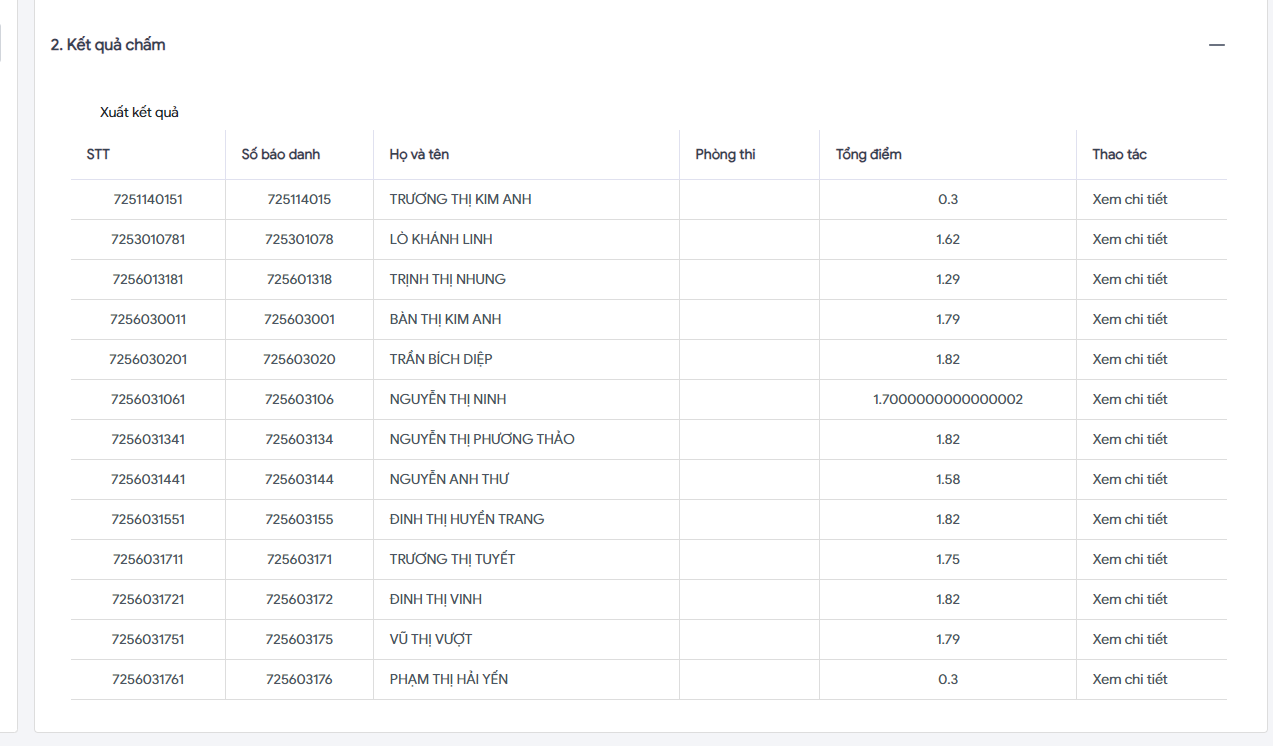 2. Kết quả chấm
Xuất kết quả
STT Số báo danh Họ và tên Phòng thi Tổng điểm Thao tác
7251140151 725114015 TRƯƠNG THỊ KIM ANH 0.3 Xem chi tiết
7253010781 725301078 LÒ KHÁNH LINH 1.62 Xem chi tiết
7256013181 725601318 TRỊNH THỊ NHUNG 1.29 Xem chi tiết
7256030011 725603001 BÀN THỊ KIM ANH 1.79 Xem chi tiết
7256030201 725603020 TRẦN BÍCH DIỆP 1.82 Xem chi tiết
7256031061 725603106 NGUYỄN THỊ NINH 1.7000000000000002 Xem chi tiết
7256031341 725603134 NGUYỄN THỊ PHƯƠNG THẢO 1.82 Xem chi tiết
7256031441 725603144 NGUYỄN ANH THƯ 1.58 Xem chi tiết
7256031551 725603155 ĐINH THỊ HUYỀN TRANG 1.82 Xem chi tiết
7256031711 725603171 TRƯƠNG THỊ TUYẾT 1.75 Xem chi tiết
7256031721 725603172 ĐINH THỊ VINH 1.82 Xem chi tiết
7256031751 725603175 VŨ THỊ VƯỢT 1.79 Xem chi tiết
7256031761 725603176 PHẠM THỊ HẢI YẾN 0.3 Xem chi tiết